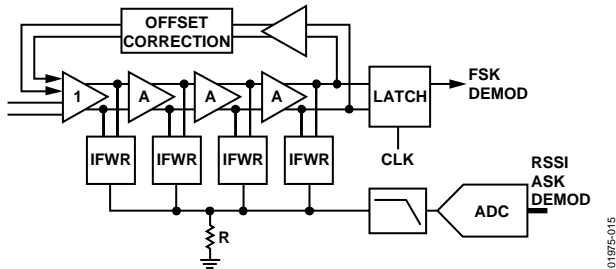 OFFSET
CORRECTION
1
A
A
A
LATCH
FSK
DEMOD
IFWR
IFWR
IFWR
IFWR
CLK
RSSI
ASK
DEMOD
R
ADC
01975-015